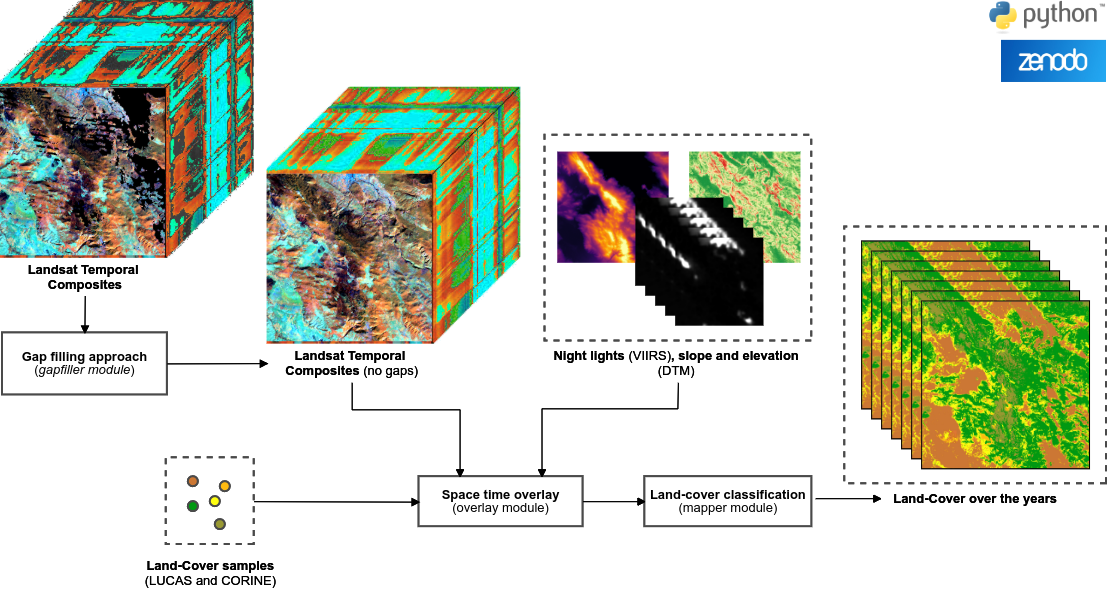 python™
zenodo
Landsat Temporal
Composites
Gap filling approach
(gapfiller module)
Landsat Temporal
Composites (no gaps)
Night lights (VIIRS), slope and elevation
(DTM)
Space time overlay
(overlay module)
Land-cover classification
(mapper module)
Land-Cover over the years
Land-Cover samples
(LUCAS and CORINE)